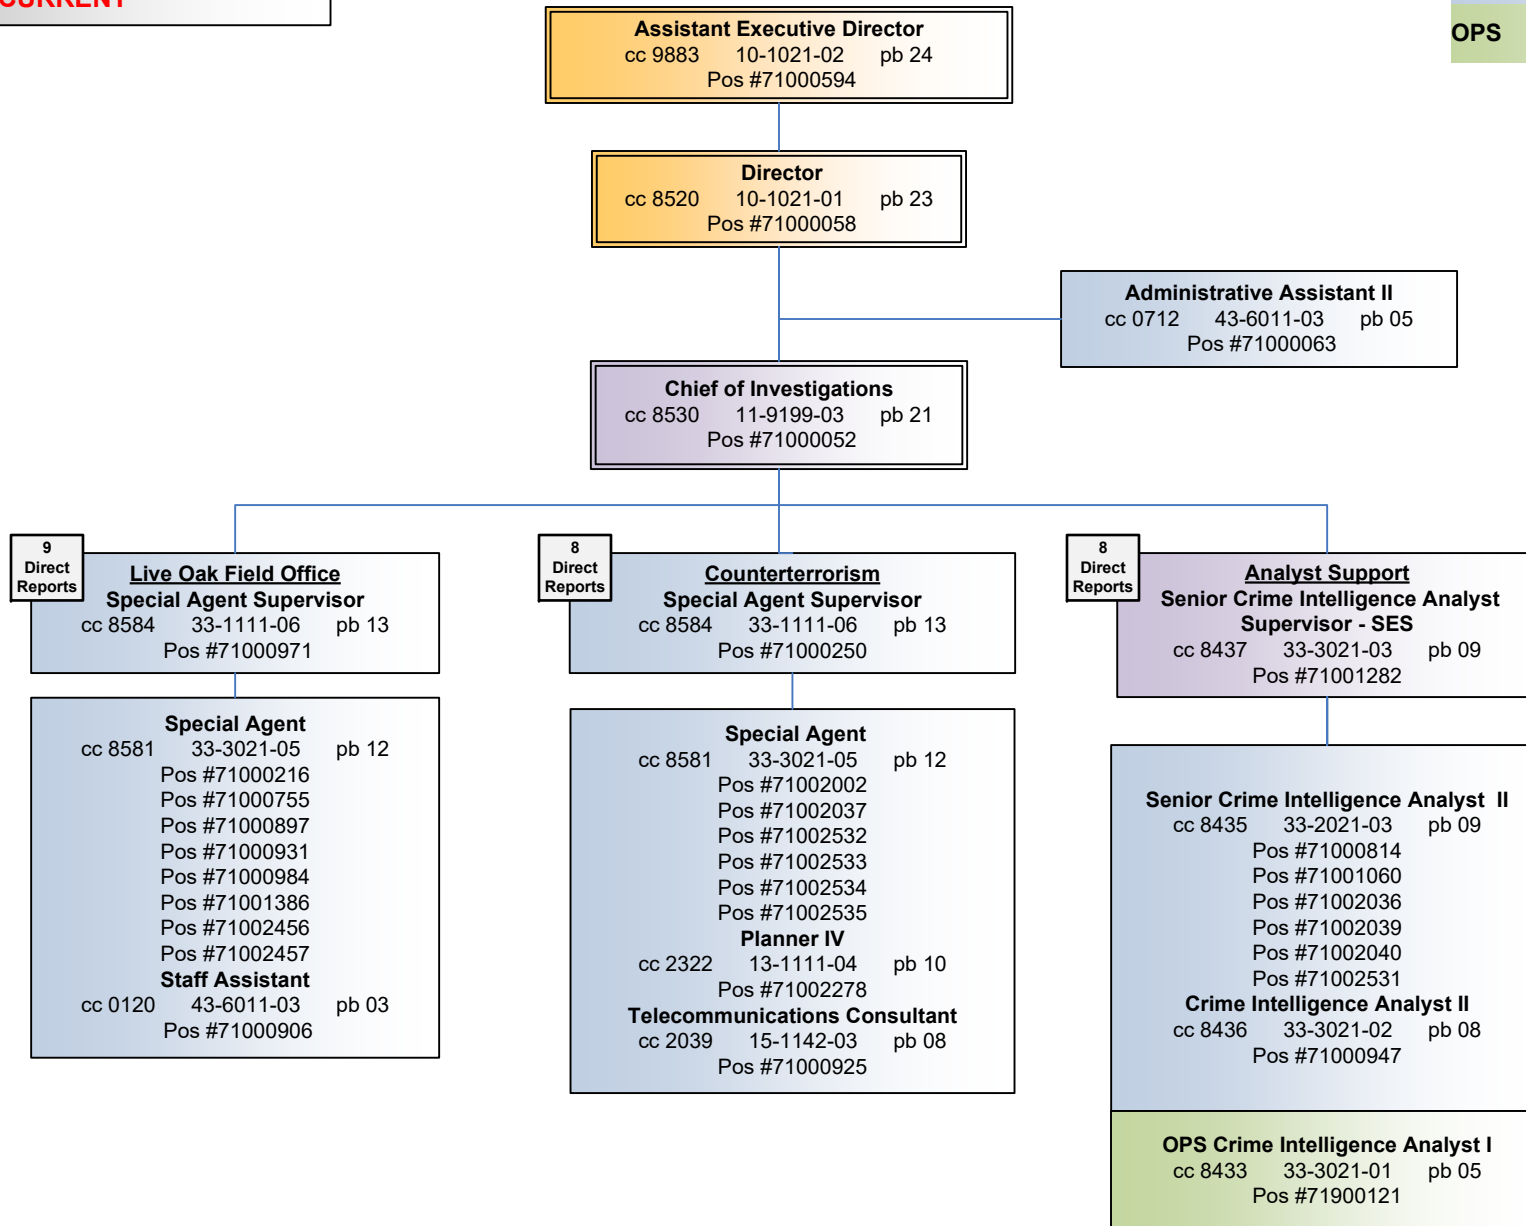 CURRENT
OPS
Assistant Executive Director
cc 9883 10-1021-02 pb 24
Pos #71000594
Director
cc 8520 10-1021-01 pb 23
Pos #71000058
Administrative Assistant II
cc 0712 43-6011-03 pb 05
Pos #71000063
Chief of Investigations
cc 8530 11-9199-03 pb 21
Pos #71000052
9
Direct
Reports
Live Oak Field Office
Special Agent Supervisor
cc 8584 33-1111-06 pb 13
Pos #71000971
Special Agent
cc 8581 33-3021-05 pb 12
Pos #71000216
Pos #71000755
Pos #71000897
Pos #71000931
Pos #71000984
Pos #71001386
Pos #71002456
Pos #71002457
Staff Assistant
cc 0120 43-6011-03 pb 03
Pos #71000906
8
Direct
Reports
Counterterrorism
Special Agent Supervisor
cc 8584 33-1111-06 pb 13
Pos #71000250
Special Agent
cc 8581 33-3021-05 pb 12
Pos #71002002
Pos #71002037
Pos #71002532
Pos #71002533
Pos #71002534
Pos #71002535
Planner IV
cc 2322 13-1111-04 pb 10
Pos #71002278
Telecommunications Consultant
cc 2039 15-1142-03 pb 08
Pos #71000925
8
Direct
Reports
Analyst Support
Senior Crime Intelligence Analyst
Supervisor - SES
cc 8437 33-3021-03 pb 09
Pos #71001282
Senior Crime Intelligence Analyst II
cc 8435 33-2021-03 pb 09
Pos #71000814
Pos #71001060
Pos #71002036
Pos #71002039
Pos #71002040
Pos #71002531
Crime Intelligence Analyst II
cc 8436 33-3021-02 pb 08
Pos #71000947
OPS Crime Intelligence Analyst I
cc 8433 33-3021-01 pb 05
Pos #71900121